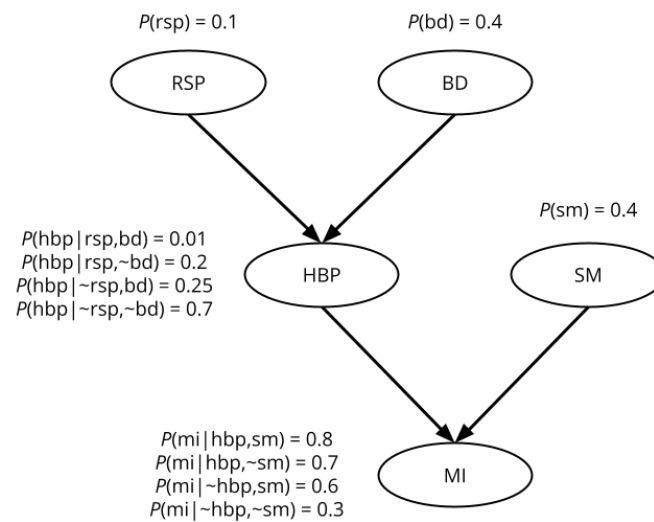 P(rsp) = 0.1
P(bd) = 0.4
RSP
BD
P(sm) = 0.4
P(hbp|rsp,bd) = 0.01
P(hbp|rsp,~bd) = 0.2
P(hbp|~rsp,bd) = 0.25
P(hbp|~rsp,~bd) = 0.7
HBP
SM
P(mi|hbp,sm) = 0.8
P(mi|hbp,~sm) = 0.7
P(mi|~hbp,sm) = 0.6
P(mi|~hbp,~sm) = 0.3
MI